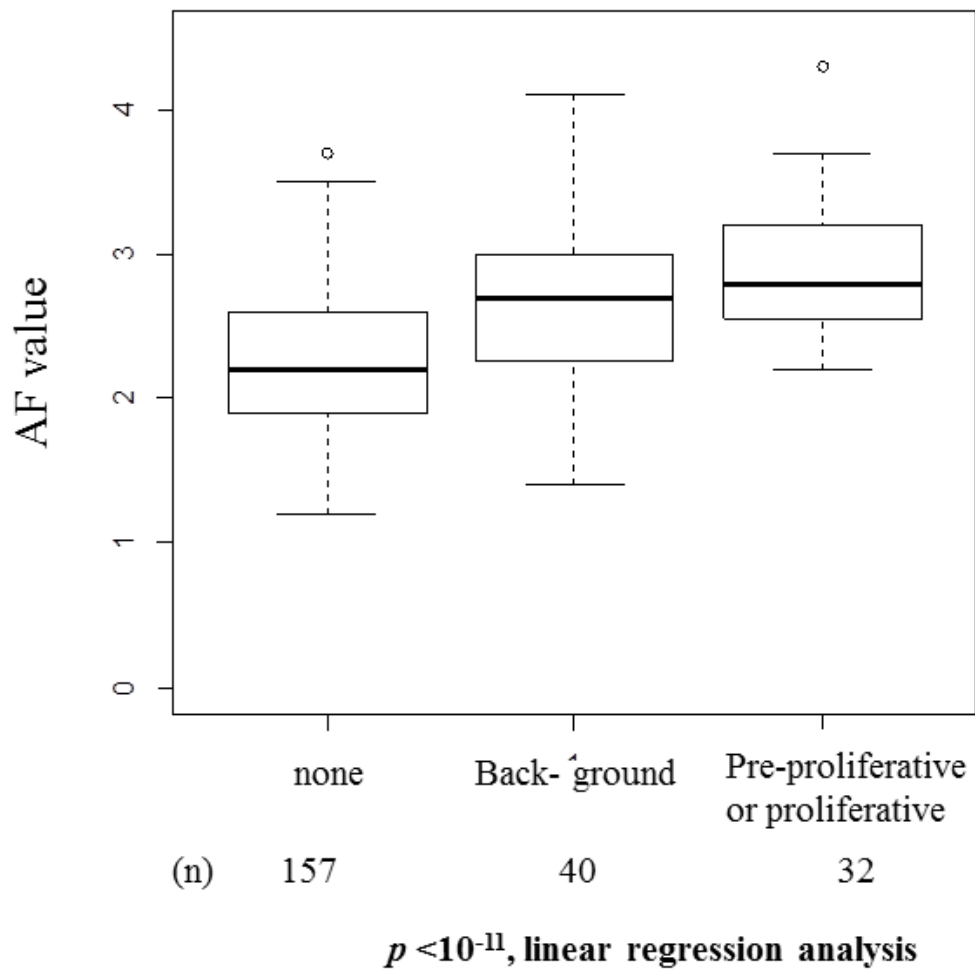 AF value
4
3
2
1
0
none
Back- ground
Pre-proliferative
or proliferative
(n) 157 40 32
p <10⁻¹¹, linear regression analysis